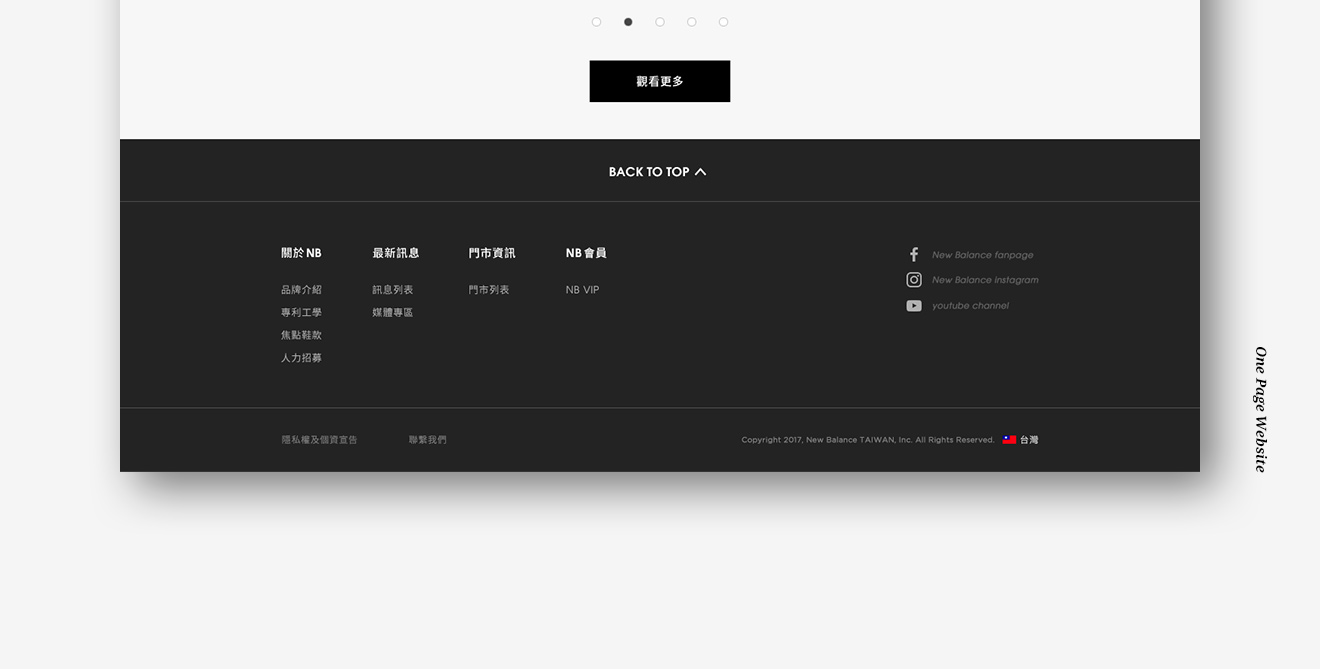 觀看更多
BACK TO TOP
關於 NB
品牌介紹
專利工學
焦點鞋款
人力招募
最新訊息
訊息列表
媒體專區
門市資訊
門市列表
NB 會員
NB VIP
New Balance fanpage
New Balance Instagram
youtube channel
隱私權及個資宣告
聯繫我們
Copyright 2017, New Balance TAIWAN, Inc. All Rights Reserved. 台灣
One Page Website